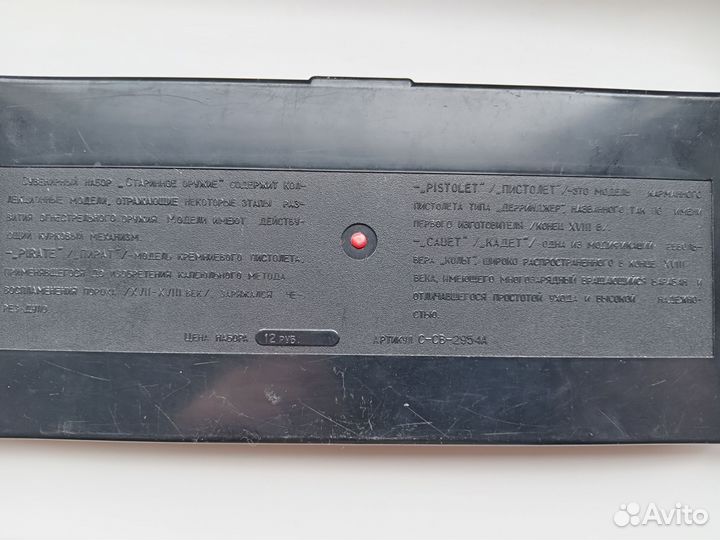 Сувенирный набор „Старинное оружие" содержит кол-
лекционные модели, отражающие некоторые этапы раз-
вития огнестрельного оружия. Модели имеют действу-
ющий курковый механизм.
-„PIRATE"/„ПИРАТ"/-модель кремниевого пистолета,
применявшегося до изобретения капсюльного метода
воспламенения пороха /XVII-XVIII век/, заряжался че-
рез дуло.
-„PISTOLET"/„ПИСТОЛЕТ"/-это модель карманного
пистолета типа „Дерринджер", названного так по имени
первого изготовителя /конец XVIII в./.
-„CADET"/„КАДЕТ"/-одна из модификаций револь-
вера „Кольт", широко распространенного в конце XVIII
века, имеющего многозарядный вращающийся барабан и
отличавшегося простотой ухода и высокой надежно-
стью.
Цена набора 12 руб. Артикул С-СВ-2954А
Avito